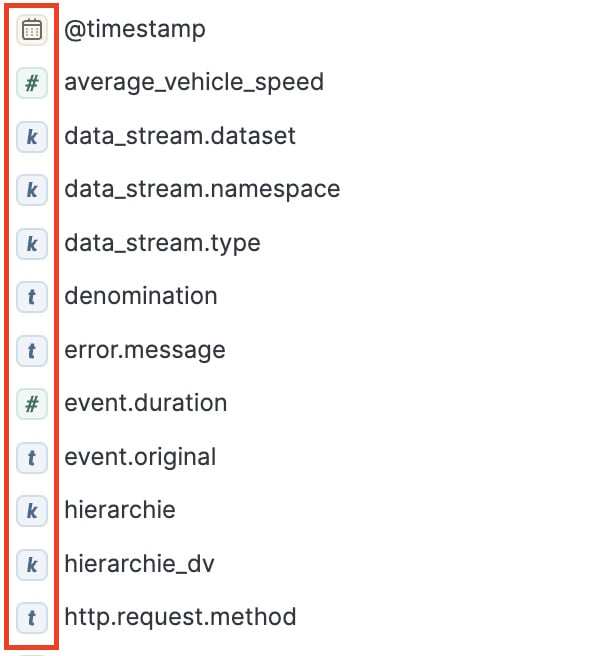 @timestamp
# average_vehicle_speed
k data_stream.dataset
k data_stream.namespace
k data_stream.type
t denomination
t error.message
# event.duration
t event.original
k hierarchie
k hierarchie_dv
t http.request.method